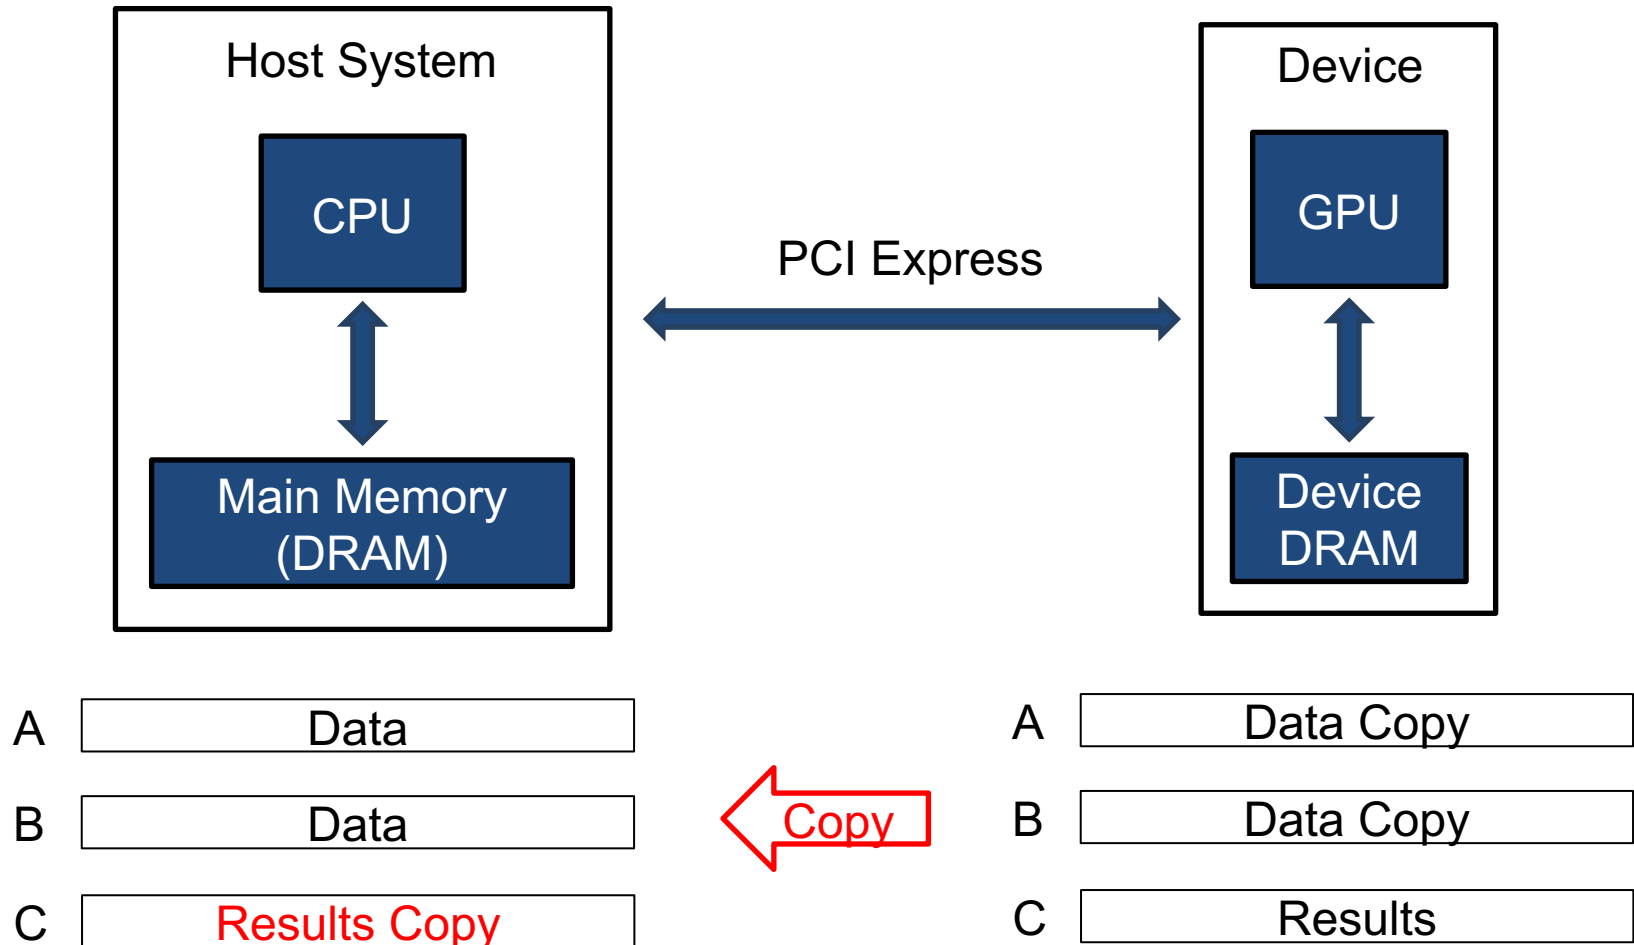 Host System
Device
CPU
GPU
PCI Express
Main Memory
(DRAM)
Device
DRAM
A
Data
A
Data Copy
B
Data
Copy
B
Data Copy
C
Results Copy
C
Results